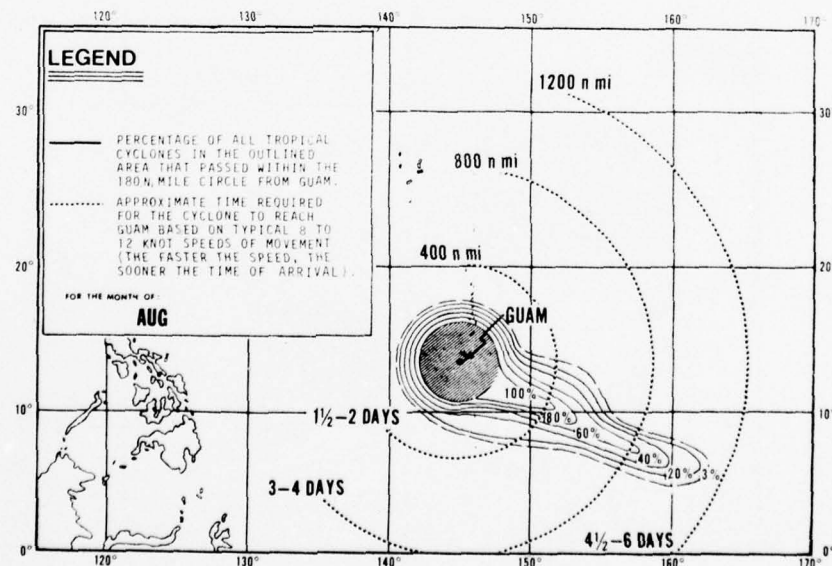 120° 130° 140° 150° 160° 170°
LEGEND
PERCENTAGE OF ALL TROPICAL
CYCLONES IN THE OUTLINED
AREA THAT PASSED WITHIN THE
180 N. MILE CIRCLE FROM GUAM.
APPROXIMATE TIME REQUIRED
FOR THE CYCLONE TO REACH
GUAM BASED ON TYPICAL 8 TO
12 KNOT SPEEDS OF MOVEMENT
(THE FASTER THE SPEED, THE
SOONER THE TIME OF ARRIVAL).
FOR THE MONTH OF:
AUG
1200 n mi
800 n mi
400 n mi
GUAM
100%
80%
60%
40%
20%
3%
1½–2 DAYS
3–4 DAYS
4½–6 DAYS
30° 30°
20° 20°
10° 10°
0° 0°
120° 130° 140° 150° 160° 170°